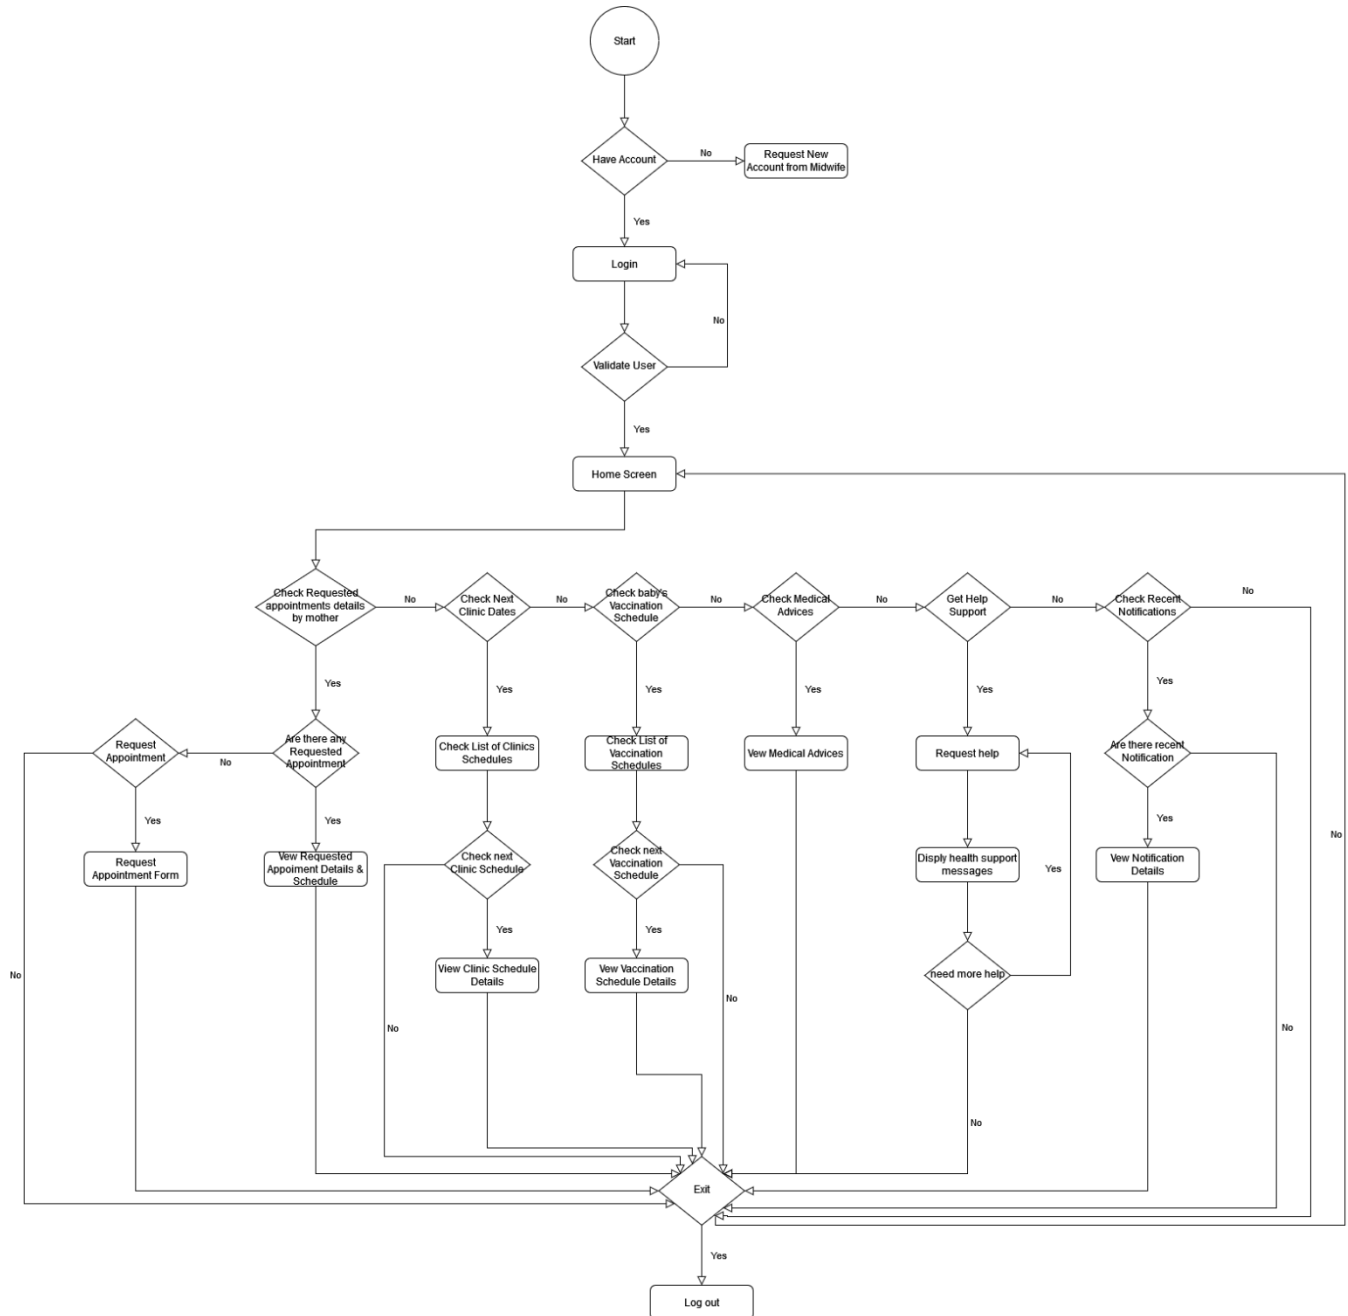 Start
Have Account
No
Request New
Account from Midwife
Yes
Login
No
Validate User
Yes
Home Screen
Check Requested
appointments details
by mother
No
Check Next
Clinic Dates
No
Check baby's
Vaccination
Schedule
No
Check Medical
Advices
No
Get Help
Support
No
Check Recent
Notifications
No
Yes
Yes
Yes
Yes
Yes
Yes
Request
Appointment
No
Are there any
Requested
Appointment
Check List of Clinics
Schedules
Check List of
Vaccination
Schedules
Vew Medical Advices
Request help
Are there recent
Notification
Yes
Yes
Yes
No
Request
Appointment Form
Vew Requested
Appoiment Details &
Schedule
Check next
Clinic Schedule
Check next
Vaccination
Schedule
Disply health support
messages
Yes
Vew Notification
Details
Yes
Yes
No
View Clinic Schedule
Details
Vew Vaccination
Schedule Details
need more help
No
No
No
No
Exit
Yes
Log out